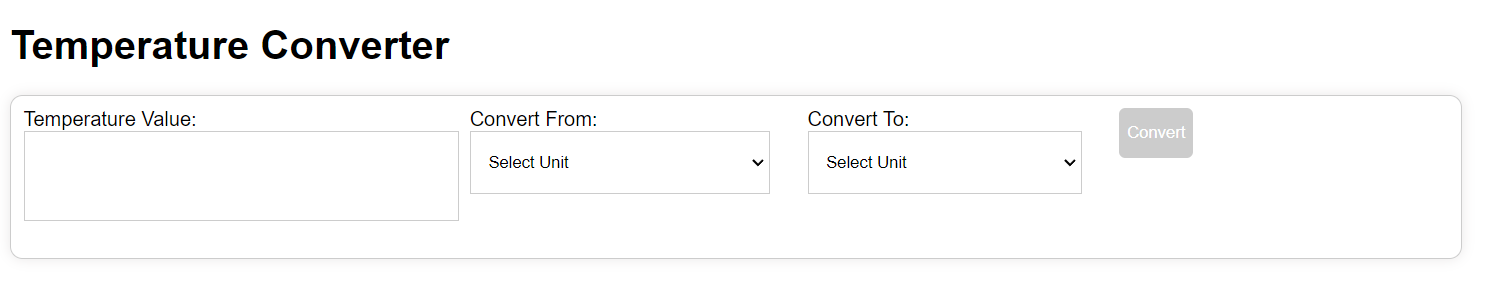 Temperature Converter
Temperature Value:
Convert From:
Convert To:
Convert
Select Unit
Select Unit